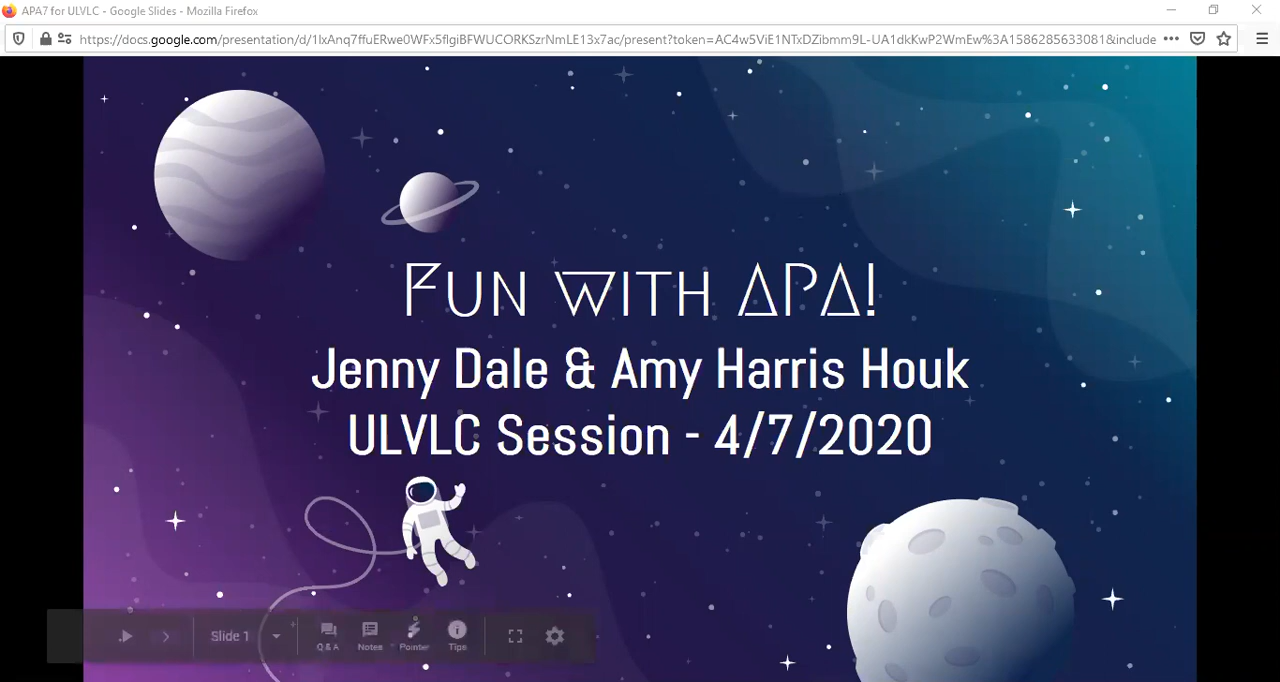 APA7 for ULVLC - Google Slides - Mozilla Firefox
https://docs.google.com/presentation/d/1IxAnq7ffuERwe0WFx5flgiBFWUCORKSzrNmLE13x7ac/present?token=AC4w5ViE1NTxDZibmm9L-UA1dkKwP2WmEw%3A1586285633081&include
FUN WITH APA!
Jenny Dale & Amy Harris Houk
ULVLC Session - 4/7/2020
Slide 1
Q & A
Notes
Pointer
Tips